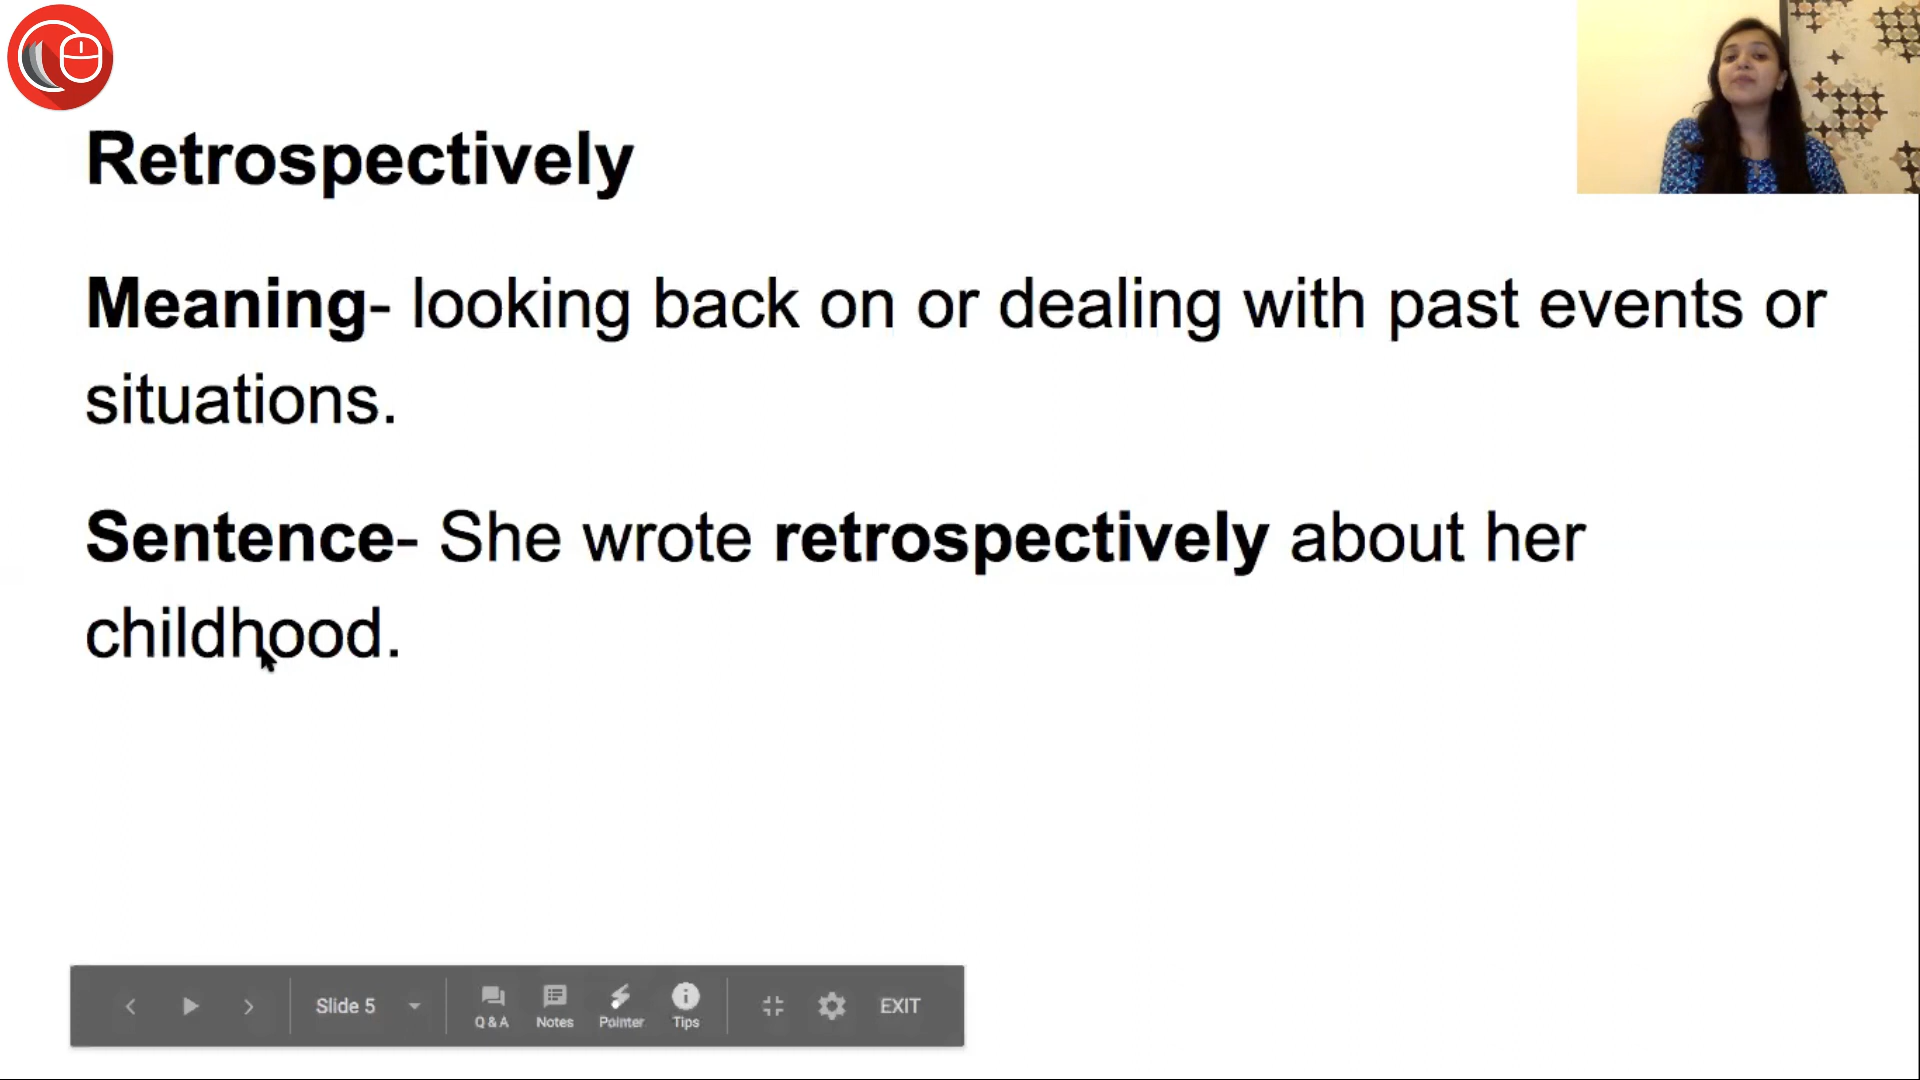 Retrospectively
Meaning- looking back on or dealing with past events or
situations.
Sentence- She wrote retrospectively about her
childhood.
Slide 5
Q & A
Notes
Pointer
Tips
EXIT